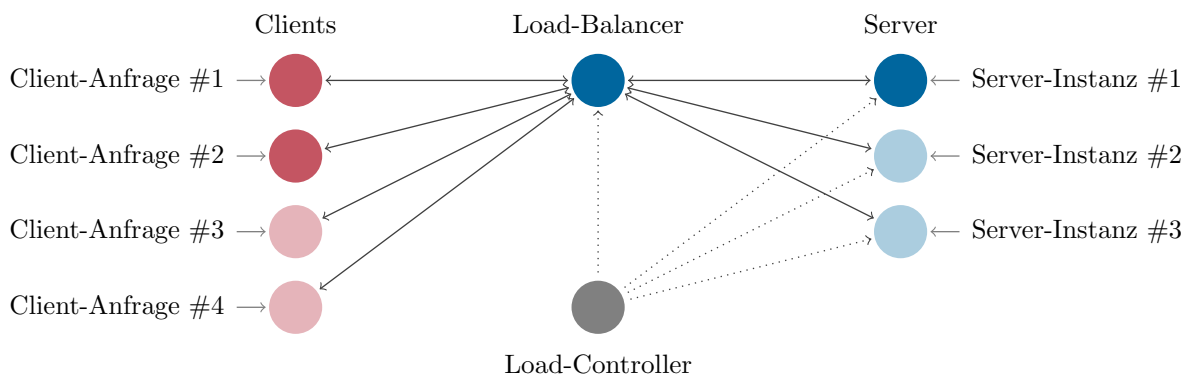 Clients
Load-Balancer
Server
Client-Anfrage #1
Server-Instanz #1
Client-Anfrage #2
Server-Instanz #2
Client-Anfrage #3
Server-Instanz #3
Client-Anfrage #4
Load-Controller